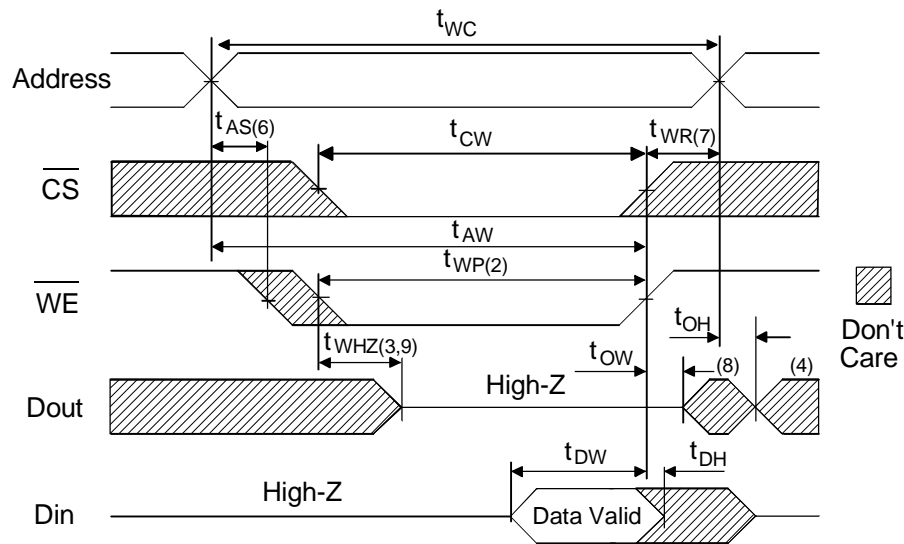 tWC
Address
tAS(6)
tCW
tWR(7)
CS
tAW
tWP(2)
WE
tWHZ(3,9)
tOW
tOH
Don't
Care
(8)
(4)
Dout
High-Z
tDW
tDH
High-Z
Din
Data Valid